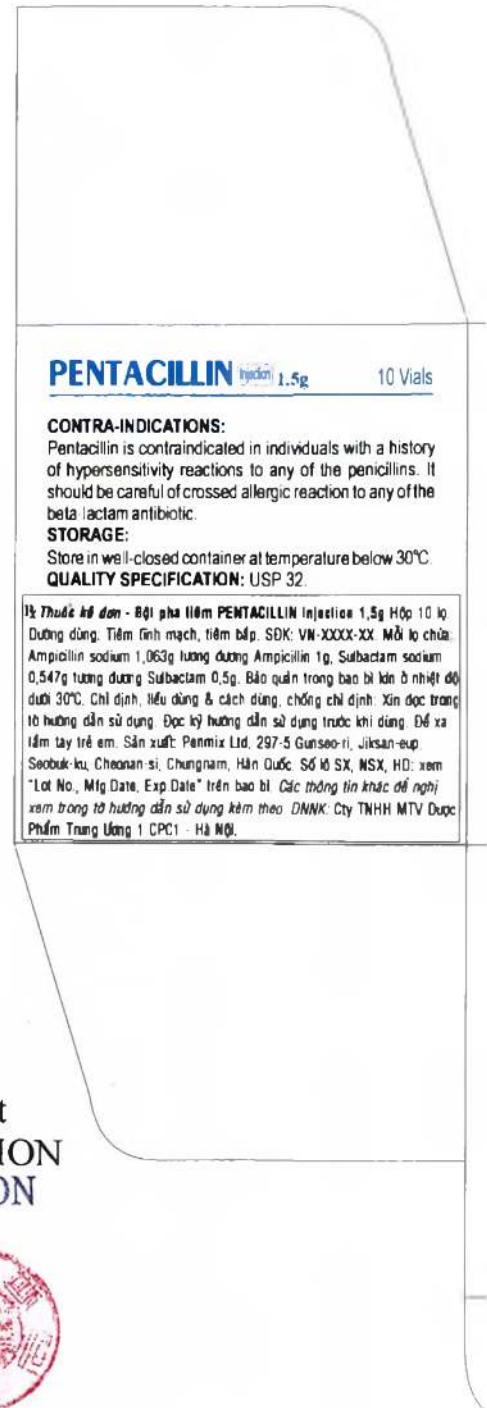 PENTACILLIN Injection 1.5g 10 Vials
CONTRA-INDICATIONS:
Pentacillin is contraindicated in individuals with a history
of hypersensitivity reactions to any of the penicillins. It
should be careful of crossed allergic reaction to any of the
beta lactam antibiotic.
STORAGE:
Store in well-closed container at temperature below 30°C.
QUALITY SPECIFICATION: USP 32.
℞ Thuốc kê đơn - Bột pha tiêm PENTACILLIN Injection 1,5g Hộp 10 lọ.
Đường dùng: Tiêm tĩnh mạch, tiêm bắp. SĐK: VN-XXXX-XX. Mỗi lọ chứa:
Ampicillin sodium 1,063g tương đương Ampicillin 1g, Sulbactam sodium
0,547g tương đương Sulbactam 0,5g. Bảo quản trong bao bì kín ở nhiệt độ
dưới 30°C. Chỉ định, liều dùng & cách dùng, chống chỉ định: Xin đọc trong
tờ hướng dẫn sử dụng. Đọc kỹ hướng dẫn sử dụng trước khi dùng. Để xa
tầm tay trẻ em. Sản xuất: Penmix Ltd, 297-5 Gunseo-ri, Jiksan-eup,
Seobuk-ku, Cheonan-si, Chungnam, Hàn Quốc. Số lô SX, NSX, HD: xem
"Lot No., Mfg.Date, Exp.Date" trên bao bì. Các thông tin khác đề nghị
xem trong tờ hướng dẫn sử dụng kèm theo. DNNK: Cty TNHH MTV Dược
Phẩm Trung Ương 1 CPC1 - Hà Nội.
t
ION
ON